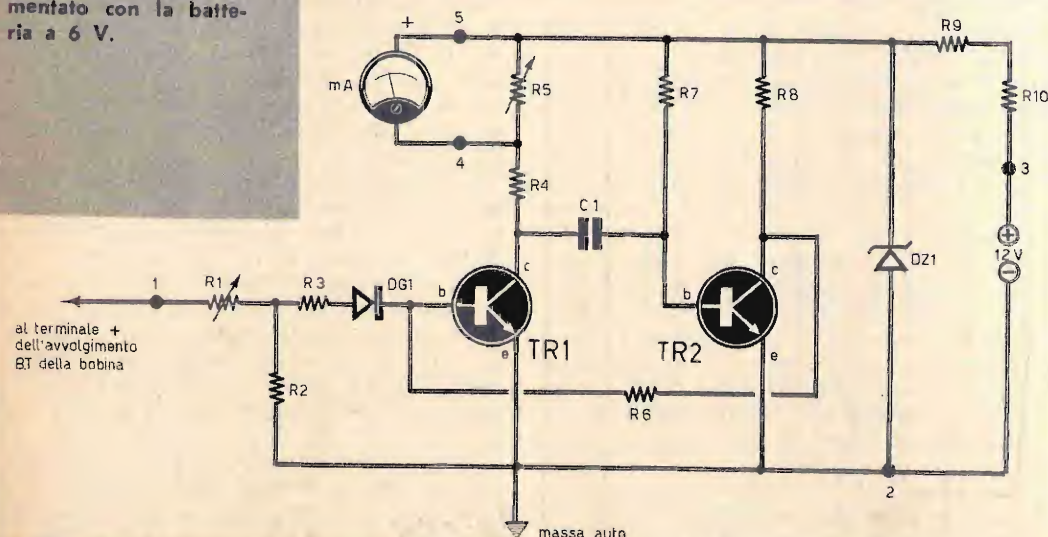 mentato con la batte-
ria a 6 V.
+
5
mA
4
R5
R4
R7
R8
R9
R10
3
12 V
C1
1
R1
R3
DG1
b
c
e
TR1
b
c
e
TR2
DZ1
al terminale +
dell'avvolgimento
BT della bobina
R2
R6
2
massa auto